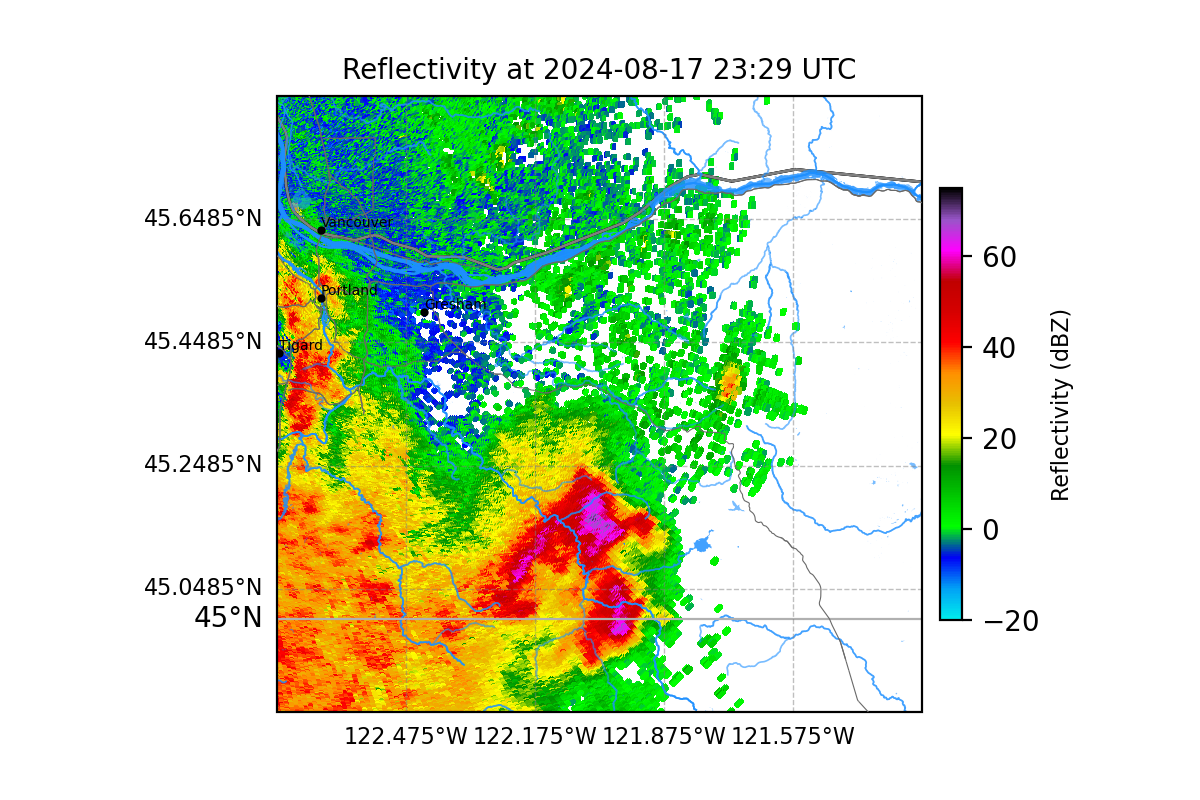 Reflectivity at 2024-08-17 23:29 UTC
45.6485°N
45.4485°N
45.2485°N
45.0485°N
45°N
Vancouver
Portland
Gresham
Tigard
122.475°W 122.175°W 121.875°W 121.575°W
60
40
20
0
−20
Reflectivity (dBZ)